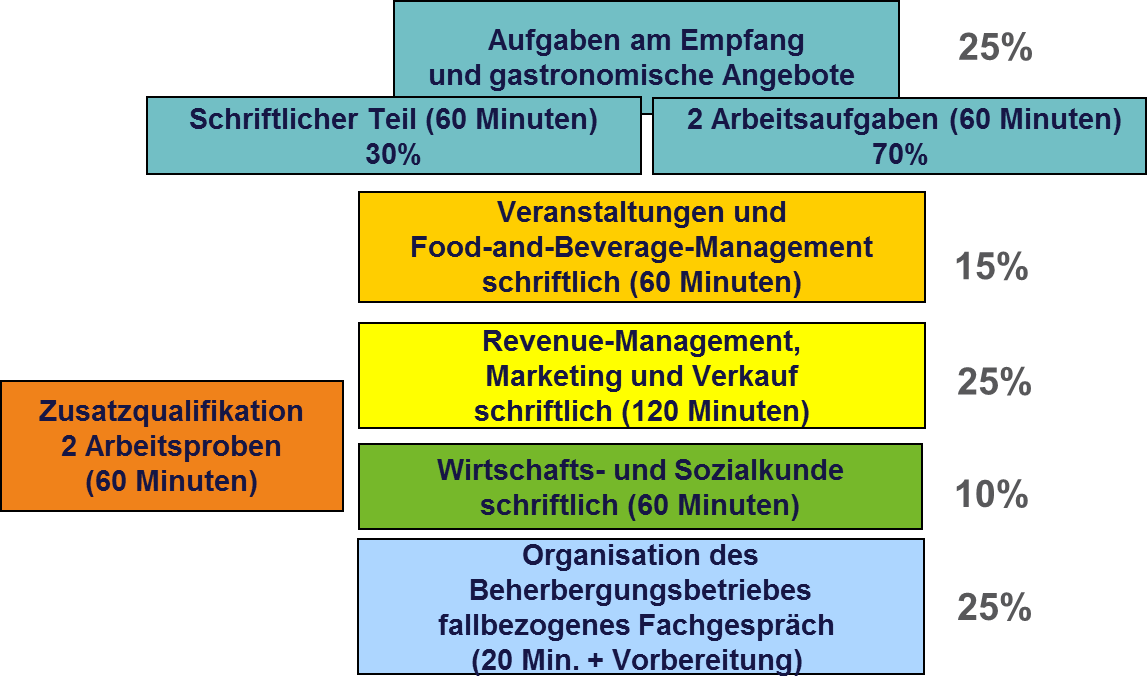 Aufgaben am Empfang
und gastronomische Angebote
25%
Schriftlicher Teil (60 Minuten)
30%
2 Arbeitsaufgaben (60 Minuten)
70%
Veranstaltungen und
Food-and-Beverage-Management
schriftlich (60 Minuten)
15%
Revenue-Management,
Marketing und Verkauf
schriftlich (120 Minuten)
25%
Zusatzqualifikation
2 Arbeitsproben
(60 Minuten)
Wirtschafts- und Sozialkunde
schriftlich (60 Minuten)
10%
Organisation des
Beherbergungsbetriebes
fallbezogenes Fachgespräch
(20 Min. + Vorbereitung)
25%